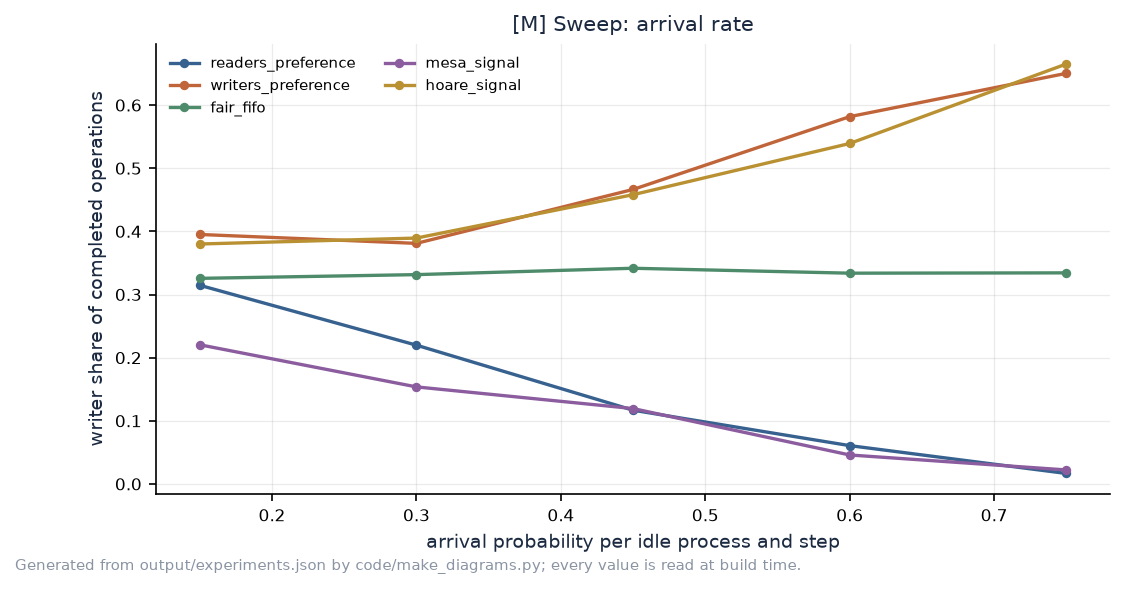 [M] Sweep: arrival rate
readers_preference
writers_preference
fair_fifo
mesa_signal
hoare_signal
writer share of completed operations
0.6
0.5
0.4
0.3
0.2
0.1
0.0
0.2 0.3 0.4 0.5 0.6 0.7
arrival probability per idle process and step
Generated from output/experiments.json by code/make_diagrams.py; every value is read at build time.